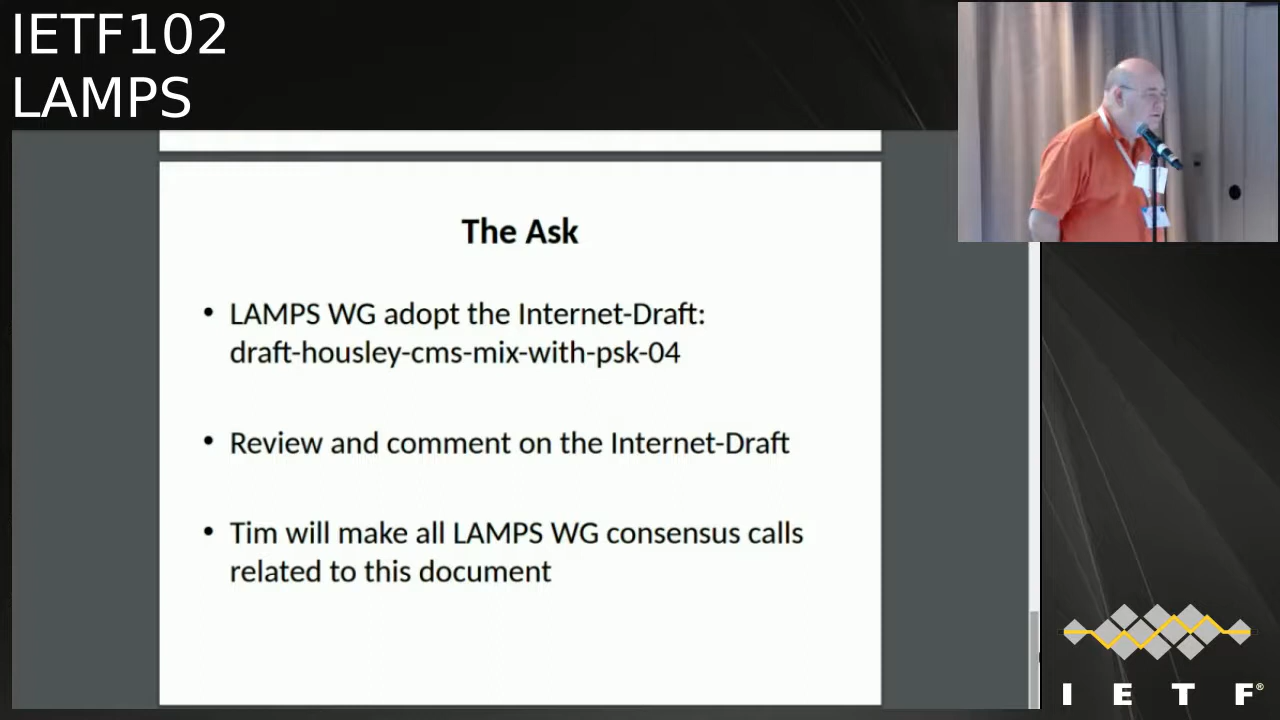 IETF102
LAMPS
The Ask
• LAMPS WG adopt the Internet-Draft:
draft-housley-cms-mix-with-psk-04
• Review and comment on the Internet-Draft
• Tim will make all LAMPS WG consensus calls
related to this document
I E T F®